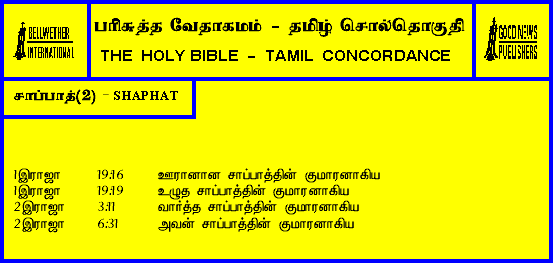 BELLWETHER
INTERNATIONAL
பரிசுத்த வேதாகமம் - தமிழ் சொல்தொகுதி
THE HOLY BIBLE - TAMIL CONCORDANCE
GOOD NEWS
PUBLISHERS
சாப்பாத்(2) - SHAPHAT
1இராஜா 19:16 ஊரானான சாப்பாத்தின் குமாரனாகிய
1இராஜா 19:19 உழுத சாப்பாத்தின் குமாரனாகிய
2இராஜா 3:11 வார்த்த சாப்பாத்தின் குமாரனாகிய
2இராஜா 6:31 அவன் சாப்பாத்தின் குமாரனாகிய